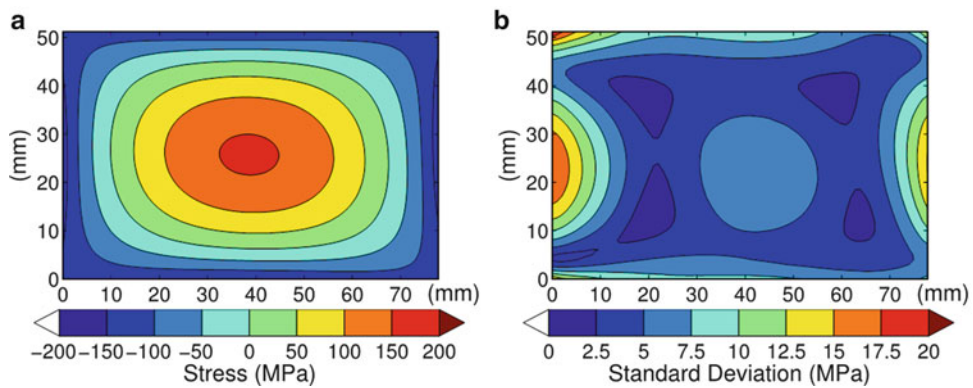 a
50
40
30
20
10
0
(mm)
0 10 20 30 40 50 60 70 (mm)
−200 −150 −100 −50 0 50 100 150 200
Stress (MPa)
b
50
40
30
20
10
0
(mm)
0 10 20 30 40 50 60 70 (mm)
0 2.5 5 7.5 10 12.5 15 17.5 20
Standard Deviation (MPa)